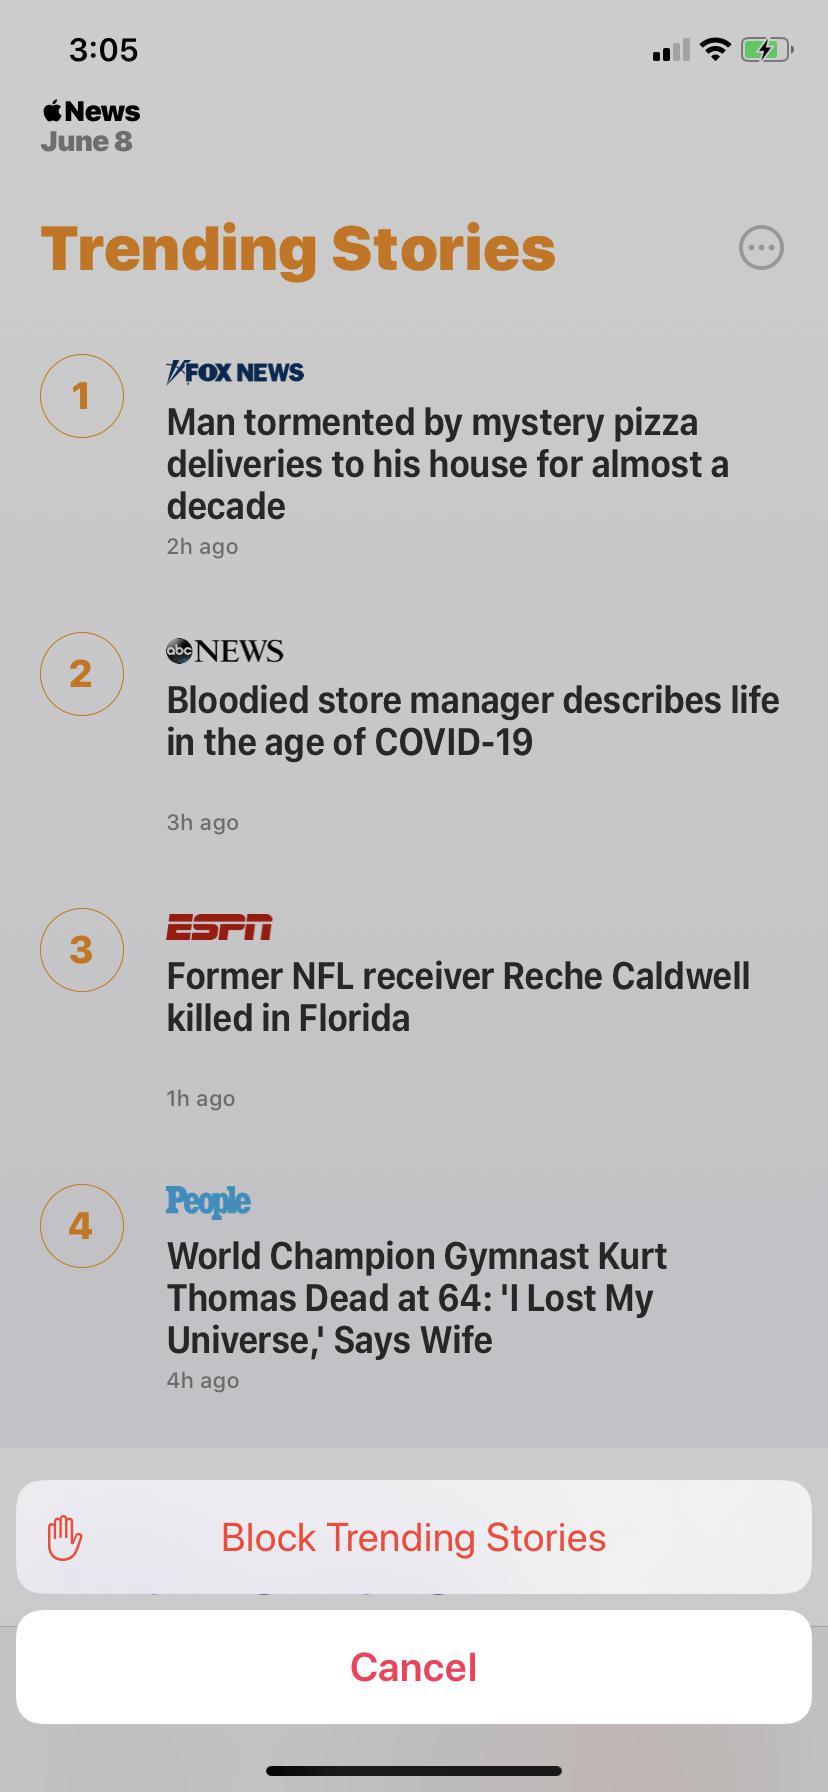 3:05
News
June 8
Trending Stories
1
FOX NEWS
Man tormented by mystery pizza
deliveries to his house for almost a
decade
2h ago
2
abc NEWS
Bloodied store manager describes life
in the age of COVID-19
3h ago
3
ESPN
Former NFL receiver Reche Caldwell
killed in Florida
1h ago
4
People
World Champion Gymnast Kurt
Thomas Dead at 64: 'I Lost My
Universe,' Says Wife
4h ago
Block Trending Stories
Cancel